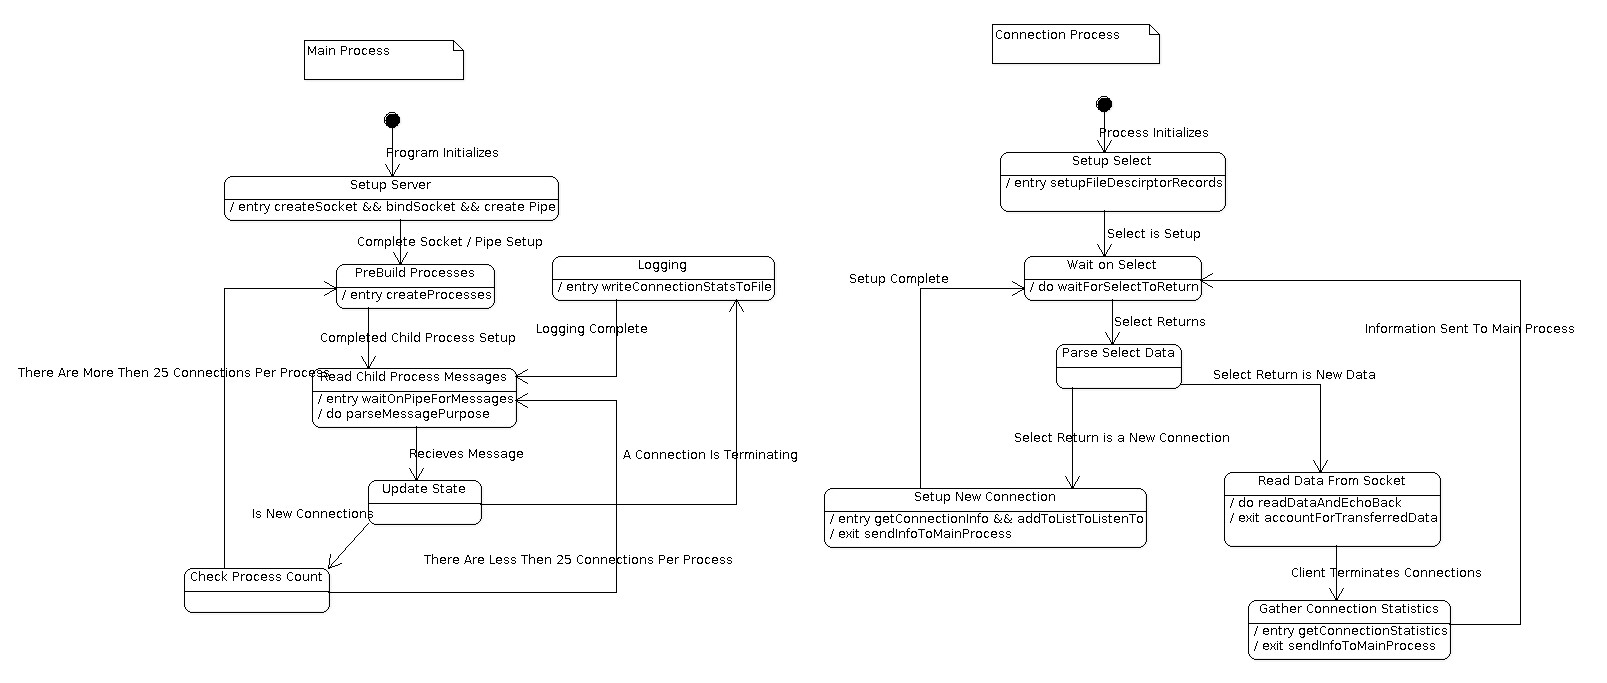 Main Process
Program Initializes
Setup Server
/ entry createSocket && bindSocket && create Pipe
Complete Socket / Pipe Setup
PreBuild Processes
/ entry createProcesses
Logging
/ entry writeConnectionStatsToFile
Completed Child Process Setup
Logging Complete
There Are More Then 25 Connections Per Process
Read Child Process Messages
/ entry waitOnPipeForMessages
/ do parseMessagePurpose
Recieves Message
A Connection Is Terminating
Update State
Is New Connections
There Are Less Then 25 Connections Per Process
Check Process Count
Connection Process
Process Initializes
Setup Select
/ entry setupFileDescirptorRecords
Select is Setup
Wait on Select
/ do waitForSelectToReturn
Setup Complete
Select Returns
Information Sent To Main Process
Parse Select Data
Select Return is New Data
Select Return is a New Connection
Setup New Connection
/ entry getConnectionInfo && addToListToListenTo
/ exit sendInfoToMainProcess
Read Data From Socket
/ do readDataAndEchoBack
/ exit accountForTransferredData
Client Terminates Connections
Gather Connection Statistics
/ entry getConnectionStatistics
/ exit sendInfoToMainProcess